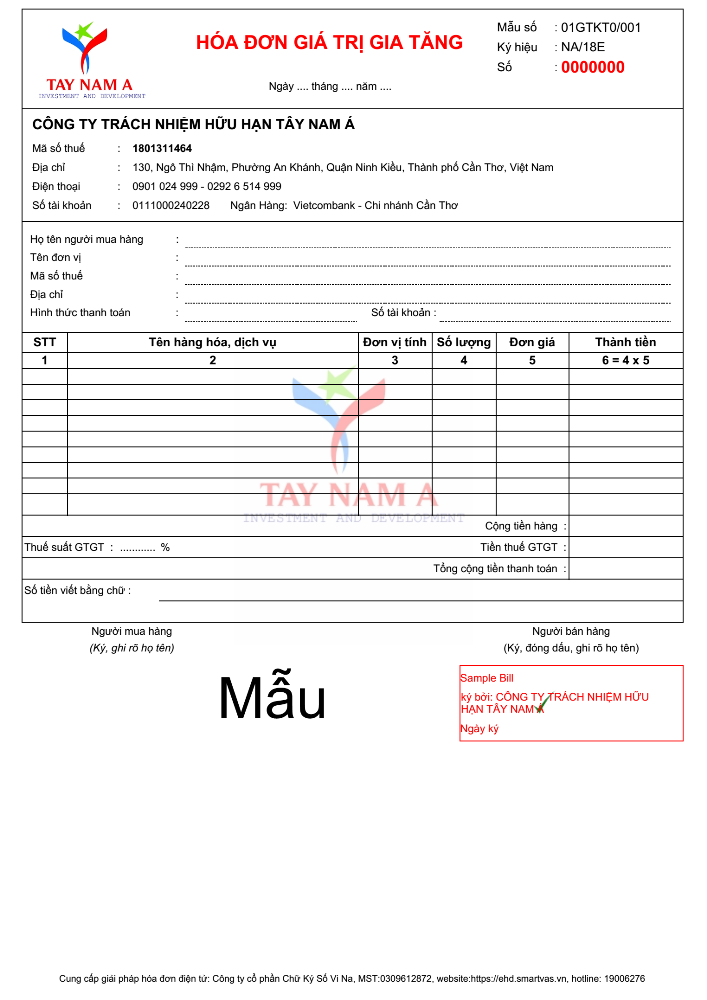 TAY NAM A
INVESTMENT AND DEVELOPMENT
HÓA ĐƠN GIÁ TRỊ GIA TĂNG
Ngày .... tháng .... năm ....
Mẫu số : 01GTKT0/001
Ký hiệu : NA/18E
Số : 0000000
CÔNG TY TRÁCH NHIỆM HỮU HẠN TÂY NAM Á
Mã số thuế : 1801311464
Địa chỉ : 130, Ngô Thì Nhậm, Phường An Khánh, Quận Ninh Kiều, Thành phố Cần Thơ, Việt Nam
Điện thoại : 0901 024 999 - 0292 6 514 999
Số tài khoản : 0111000240228 Ngân Hàng: Vietcombank - Chi nhánh Cần Thơ
Họ tên người mua hàng :
Tên đơn vị :
Mã số thuế :
Địa chỉ :
Hình thức thanh toán : Số tài khoản :
STT Tên hàng hóa, dịch vụ Đơn vị tính Số lượng Đơn giá Thành tiền
1 2 3 4 5 6 = 4 x 5
TAY NAM A
INVESTMENT AND DEVELOPMENT
Cộng tiền hàng :
Thuế suất GTGT : ............ % Tiền thuế GTGT :
Tổng cộng tiền thanh toán :
Số tiền viết bằng chữ :
Người mua hàng Người bán hàng
(Ký, ghi rõ họ tên) (Ký, đóng dấu, ghi rõ họ tên)
Mẫu
Sample Bill
ký bởi: CÔNG TY TRÁCH NHIỆM HỮU
HẠN TÂY NAM Á
Ngày ký
Cung cấp giải pháp hóa đơn điện tử: Công ty cổ phần Chữ Ký Số Vi Na, MST:0309612872, website:https://ehd.smartvas.vn, hotline: 19006276